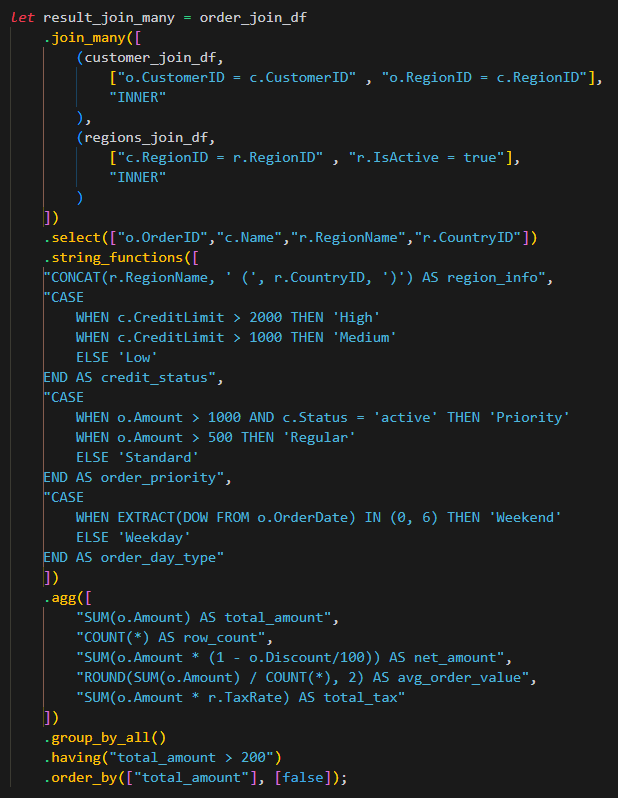 let result_join_many = order_join_df
    .join_many([
        (customer_join_df,
            ["o.CustomerID = c.CustomerID" , "o.RegionID = c.RegionID"],
            "INNER"
        ),
        (regions_join_df,
            ["c.RegionID = r.RegionID" , "r.IsActive = true"],
            "INNER"
        )
    ])
    .select(["o.OrderID","c.Name","r.RegionName","r.CountryID"])
    .string_functions([
    "CONCAT(r.RegionName, ' (', r.CountryID, ')') AS region_info",
    "CASE
        WHEN c.CreditLimit > 2000 THEN 'High'
        WHEN c.CreditLimit > 1000 THEN 'Medium'
        ELSE 'Low'
    END AS credit_status",
    "CASE
        WHEN o.Amount > 1000 AND c.Status = 'active' THEN 'Priority'
        WHEN o.Amount > 500 THEN 'Regular'
        ELSE 'Standard'
    END AS order_priority",
    "CASE
        WHEN EXTRACT(DOW FROM o.OrderDate) IN (0, 6) THEN 'Weekend'
        ELSE 'Weekday'
    END AS order_day_type"
    ])
    .agg([
        "SUM(o.Amount) AS total_amount",
        "COUNT(*) AS row_count",
        "SUM(o.Amount * (1 - o.Discount/100)) AS net_amount",
        "ROUND(SUM(o.Amount) / COUNT(*), 2) AS avg_order_value",
        "SUM(o.Amount * r.TaxRate) AS total_tax"
    ])
    .group_by_all()
    .having("total_amount > 200")
    .order_by(["total_amount"], [false]);